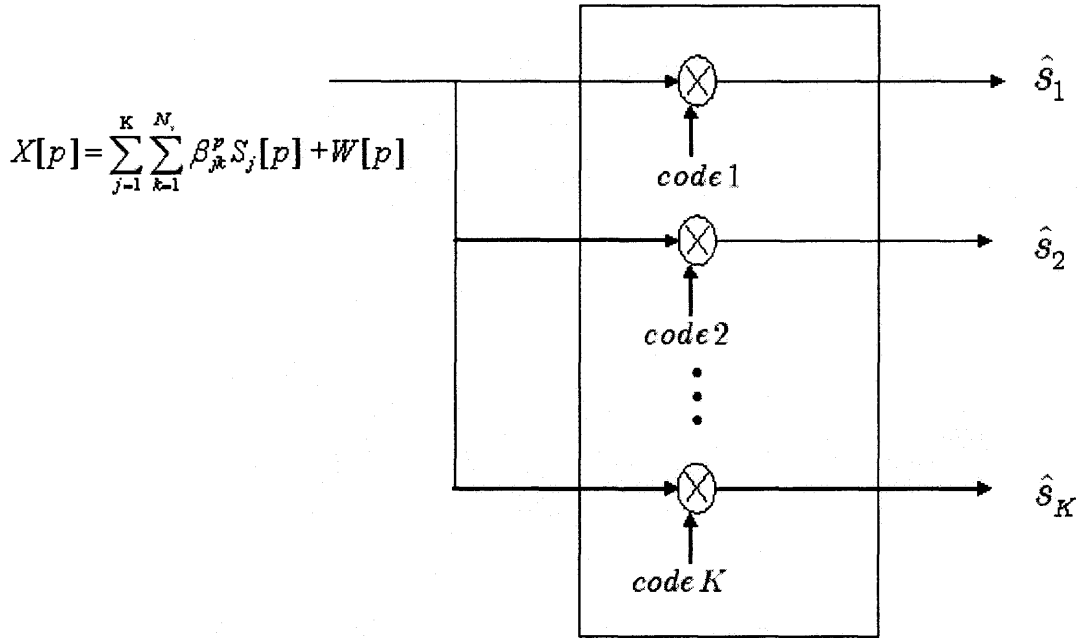 ŝ_1
X[p]=∑_{j=1}^{K} ∑_{k=1}^{N_s} β_{jk}^p S_j[p]+W[p]
code 1
ŝ_2
code 2
ŝ_K
code K